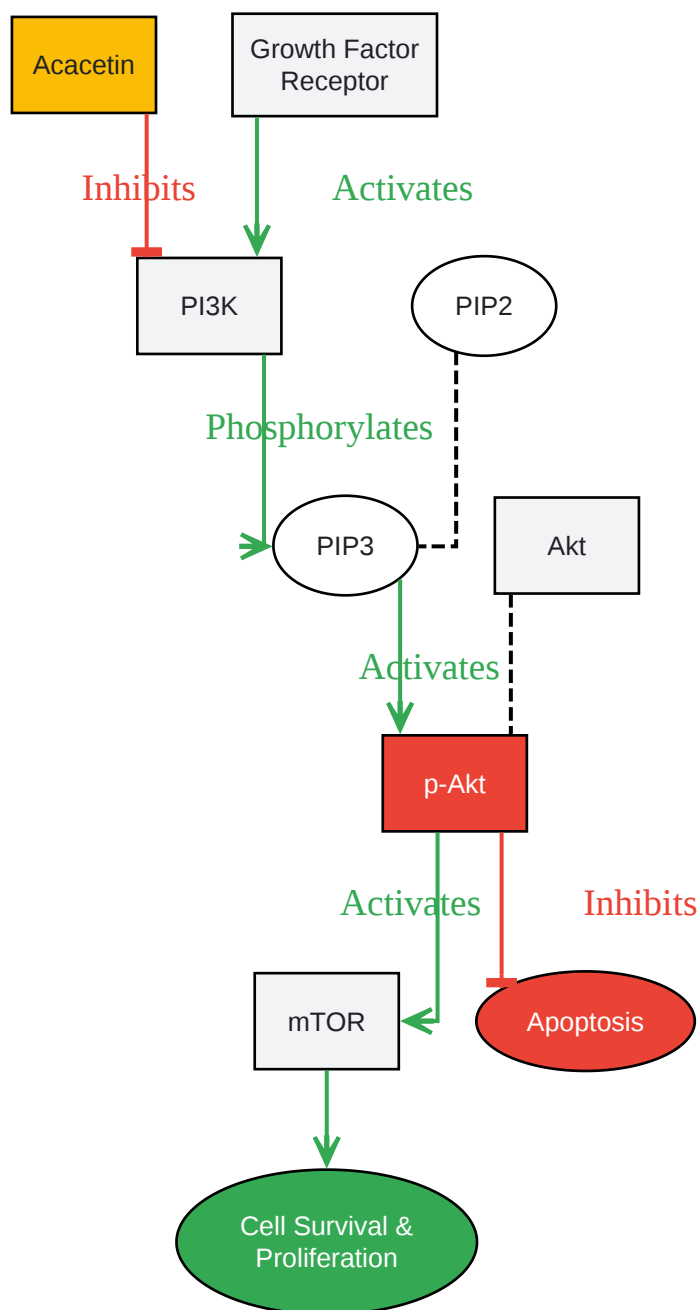 Acacetin
Growth Factor
Receptor
Inhibits
Activates
PI3K
PIP2
Phosphorylates
PIP3
Akt
Activates
p-Akt
Activates
Inhibits
mTOR
Apoptosis
Cell Survival &
Proliferation